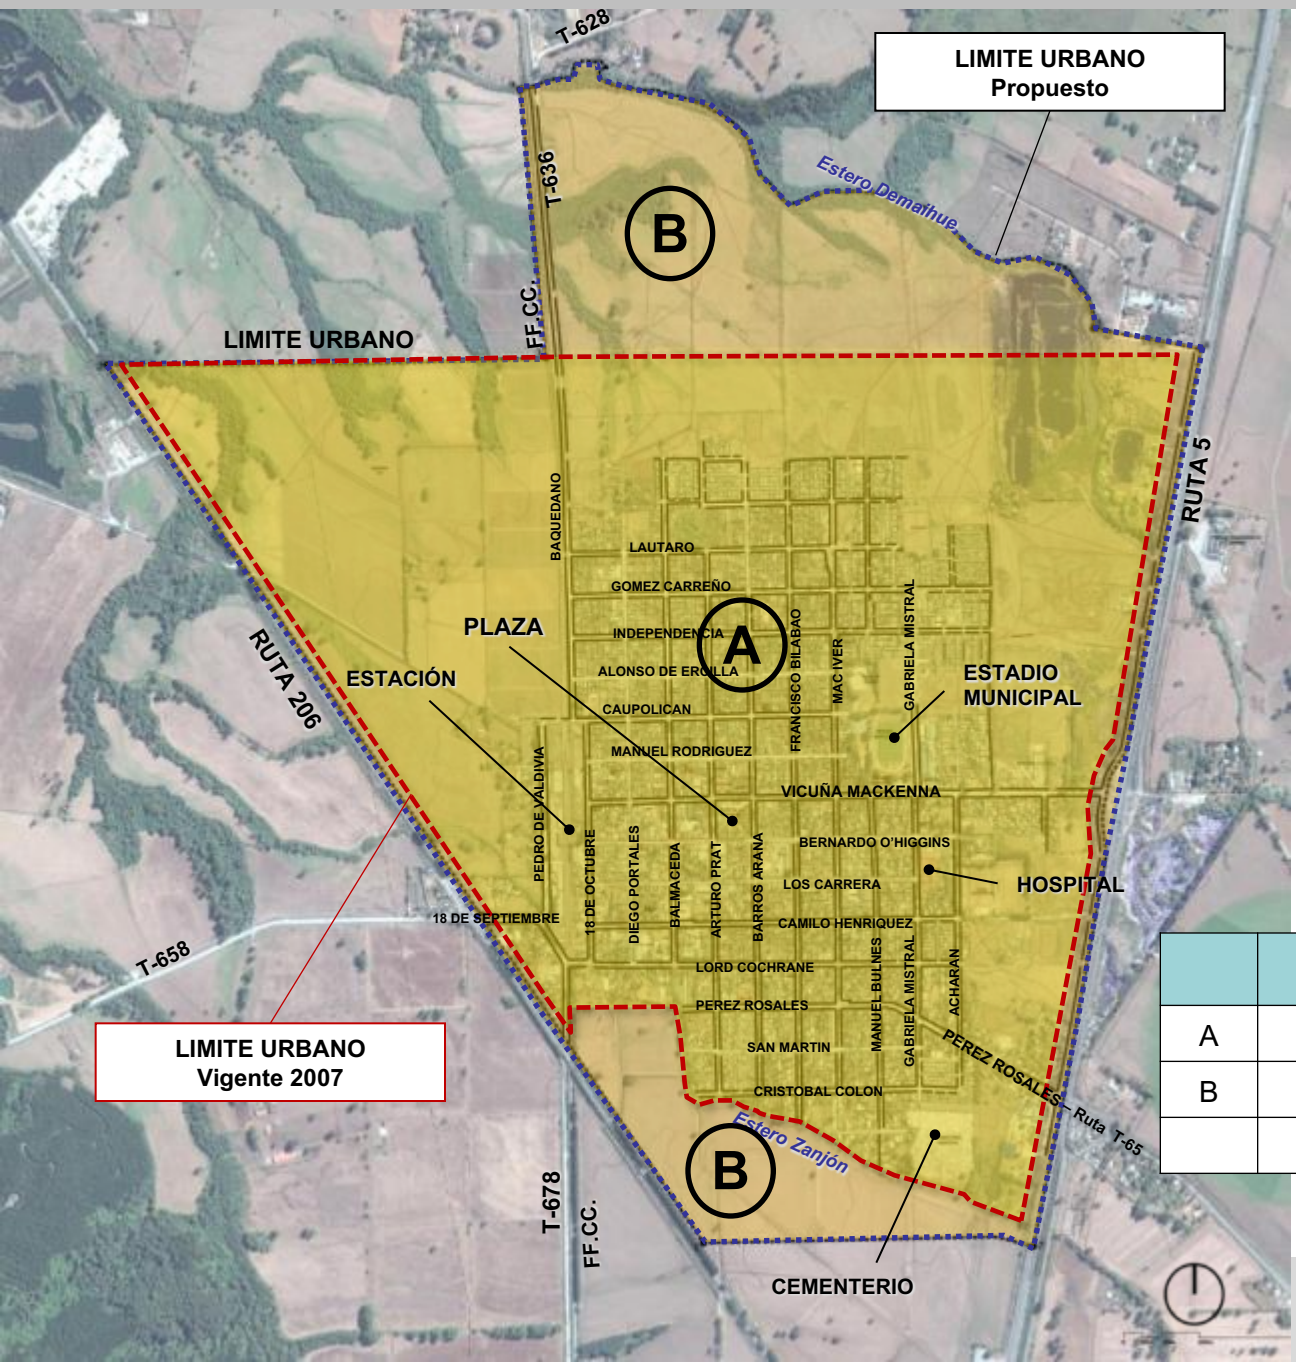 T-628
LIMITE URBANO
Propuesto
T-636
Estero Demaihue
B
FF.CC.
LIMITE URBANO
RUTA 5
BAQUEDANO
LAUTARO
GOMEZ CARREÑO
INDEPENDENCIA
A
ALONSO DE ERCILLA
FRANCISCO BILABAO
MAC IVER
GABRIELA MISTRAL
PLAZA
ESTACIÓN
RUTA 206
ESTADIO
MUNICIPAL
CAUPOLICAN
MANUEL RODRIGUEZ
VICUÑA MACKENNA
PEDRO DE VALDIVIA
18 DE OCTUBRE
DIEGO PORTALES
BALMACEDA
ARTURO PRAT
BARROS ARANA
BERNARDO O'HIGGINS
LOS CARRERA
HOSPITAL
18 DE SEPTIEMBRE
CAMILO HENRIQUEZ
T-658
LORD COCHRANE
MANUEL BULNES
GABRIELA MISTRAL
ACHARAN
PEREZ ROSALES
SAN MARTIN
PEREZ ROSALES – Ruta T-65
CRISTOBAL COLON
LIMITE URBANO
Vigente 2007
Estero Zanjón
B
T-678
FF.CC.
CEMENTERIO
A
B